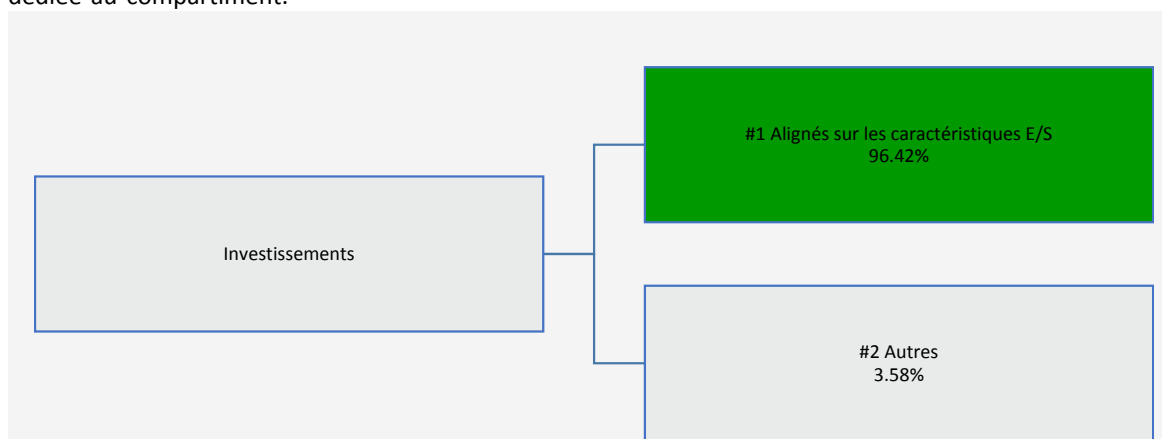 dédiée au compartiment.
#1 Alignés sur les caractéristiques E/S
96.42%
Investissements
#2 Autres
3.58%